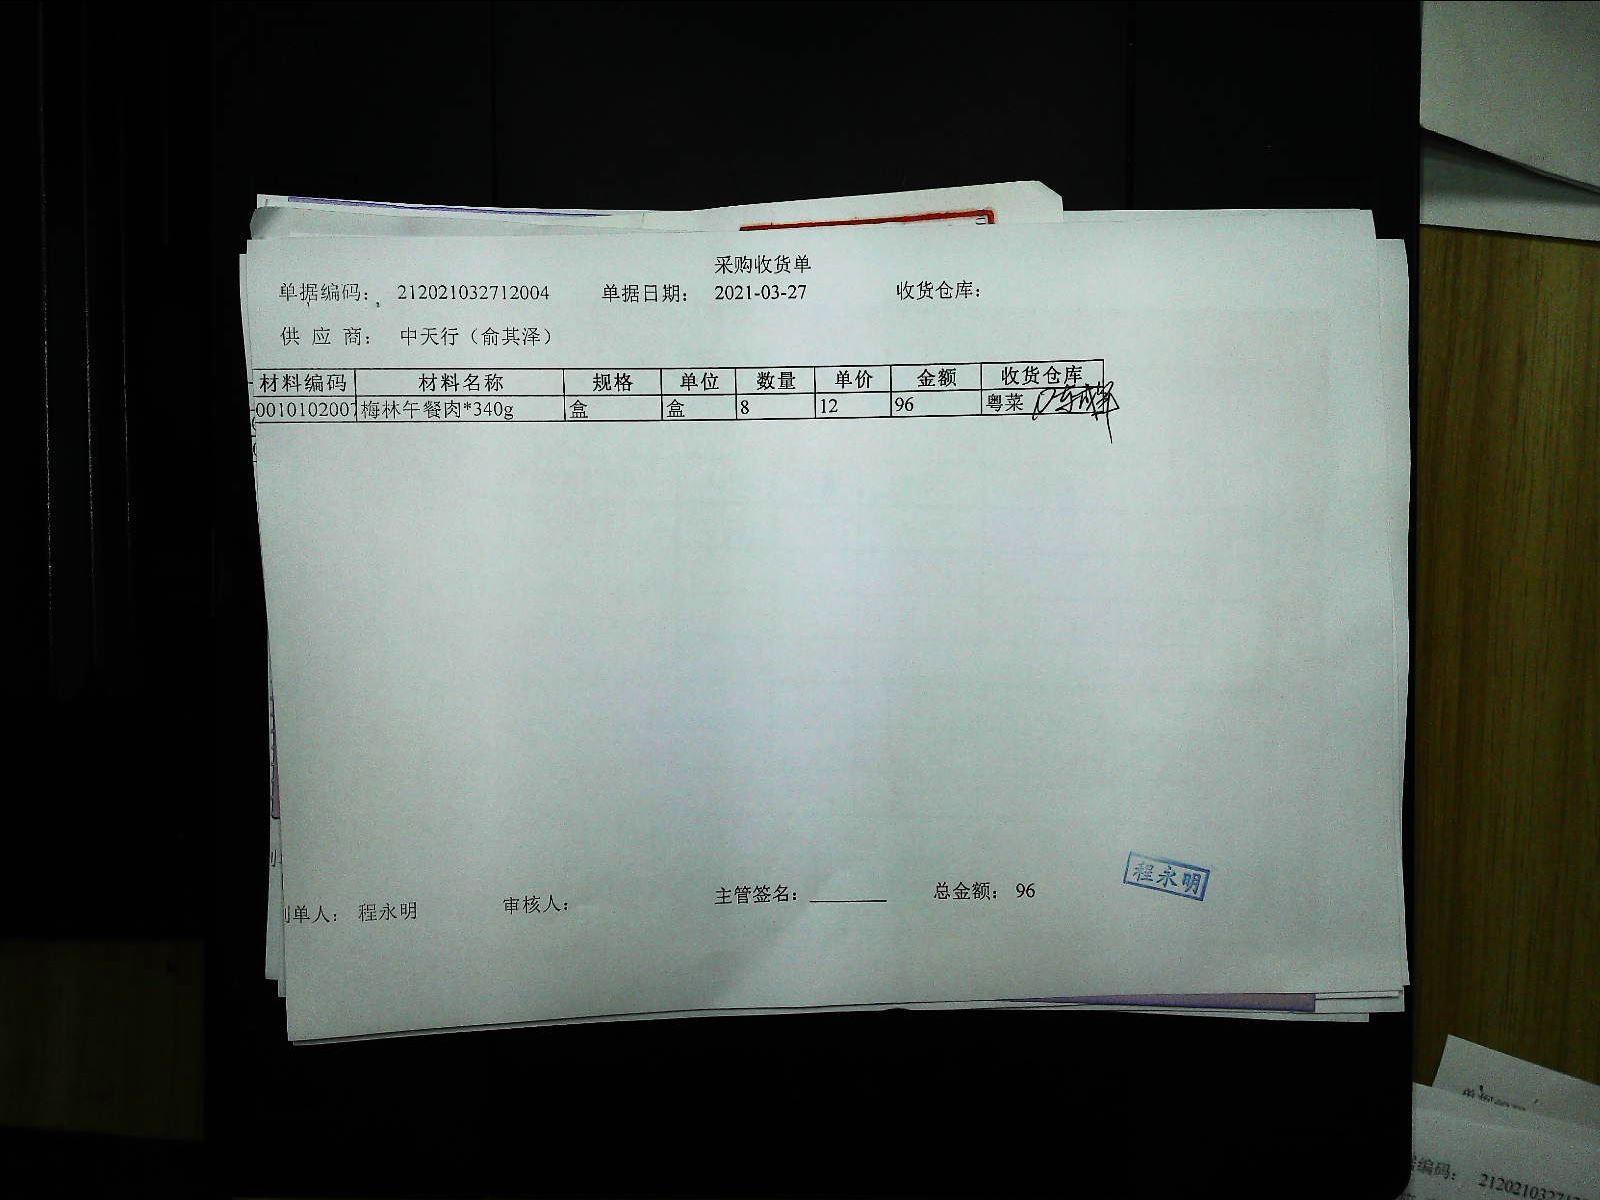 采购收货单
单据编码： 212021032712004 单据日期： 2021-03-27 收货仓库：
供 应 商： 中天行（俞其泽）
材料编码 材料名称 规格 单位 数量 单价 金额 收货仓库
0010102007 梅林午餐肉*340g 盒 盒 8 12 96 粤菜
单人： 程永明 审核人： 主管签名： 总金额： 96
程永明
编码： 212021032712